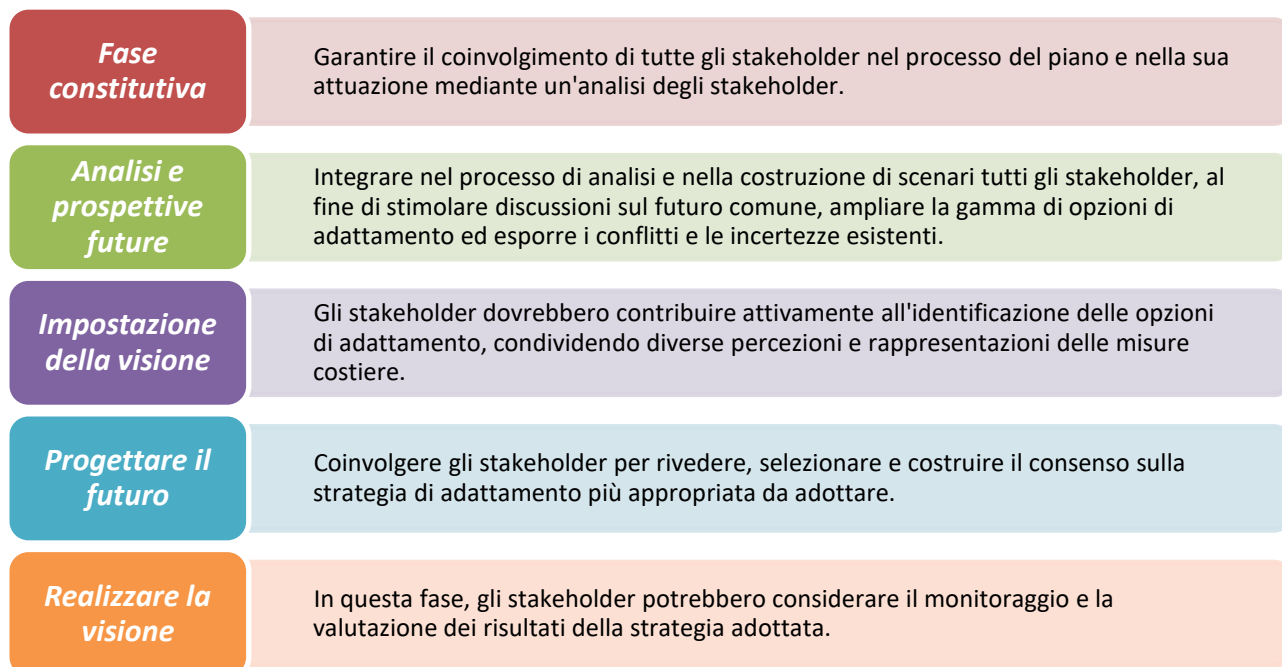 Fase
constitutiva
Garantire il coinvolgimento di tutte gli stakeholder nel processo del piano e nella sua
attuazione mediante un'analisi degli stakeholder.
Analisi e
prospettive
future
Integrare nel processo di analisi e nella costruzione di scenari tutti gli stakeholder, al
fine di stimolare discussioni sul futuro comune, ampliare la gamma di opzioni di
adattamento ed esporre i conflitti e le incertezze esistenti.
Impostazione
della visione
Gli stakeholder dovrebbero contribuire attivamente all'identificazione delle opzioni
di adattamento, condividendo diverse percezioni e rappresentazioni delle misure
costiere.
Progettare il
futuro
Coinvolgere gli stakeholder per rivedere, selezionare e costruire il consenso sulla
strategia di adattamento più appropriata da adottare.
Realizzare la
visione
In questa fase, gli stakeholder potrebbero considerare il monitoraggio e la
valutazione dei risultati della strategia adottata.